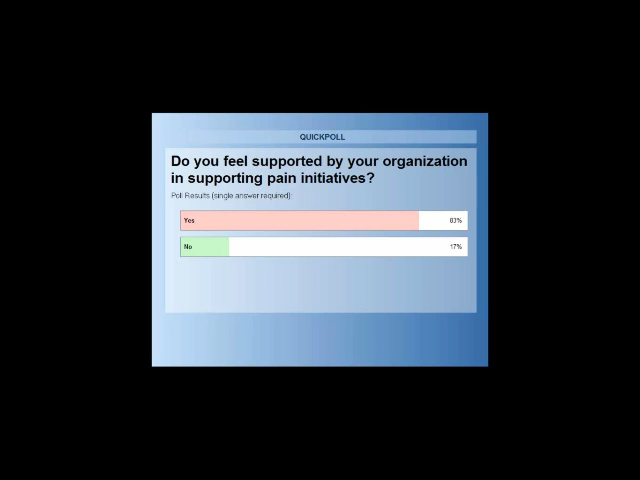 QUICKPOLL
Do you feel supported by your organization
in supporting pain initiatives?
Poll Results (single answer required):
Yes 83%
No 17%